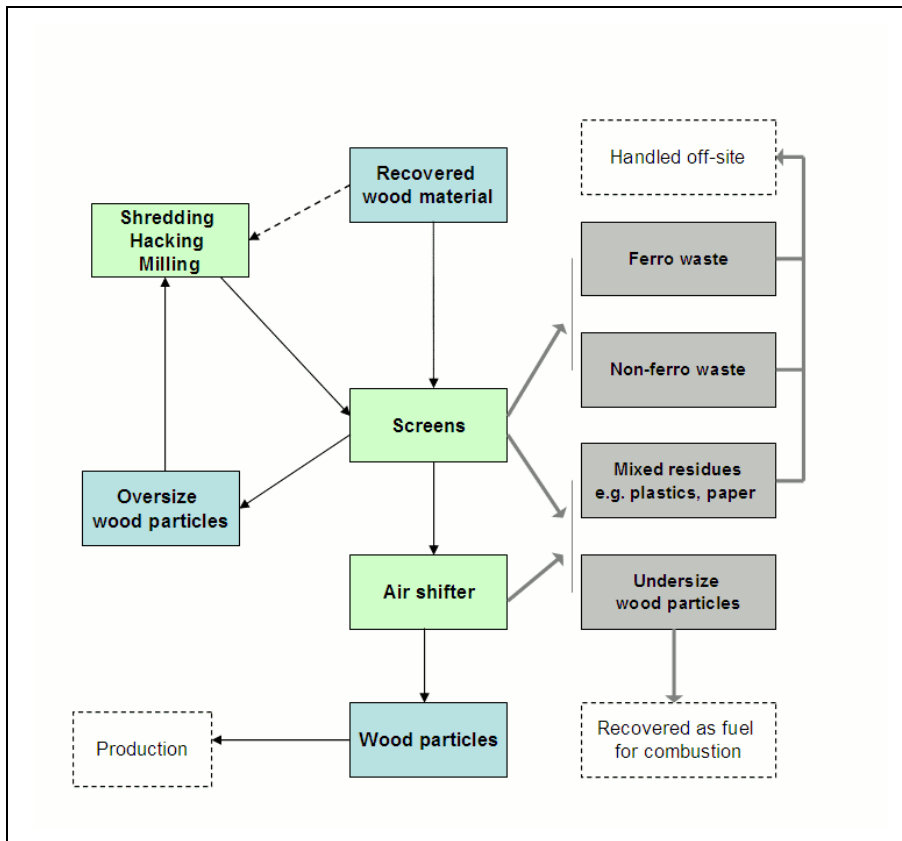 Handled off-site
Recovered
wood material
Shredding
Hacking
Milling
Ferro waste
Non-ferro waste
Screens
Mixed residues
e.g. plastics, paper
Oversize
wood particles
Air shifter
Undersize
wood particles
Wood particles
Production
Recovered as fuel
for combustion